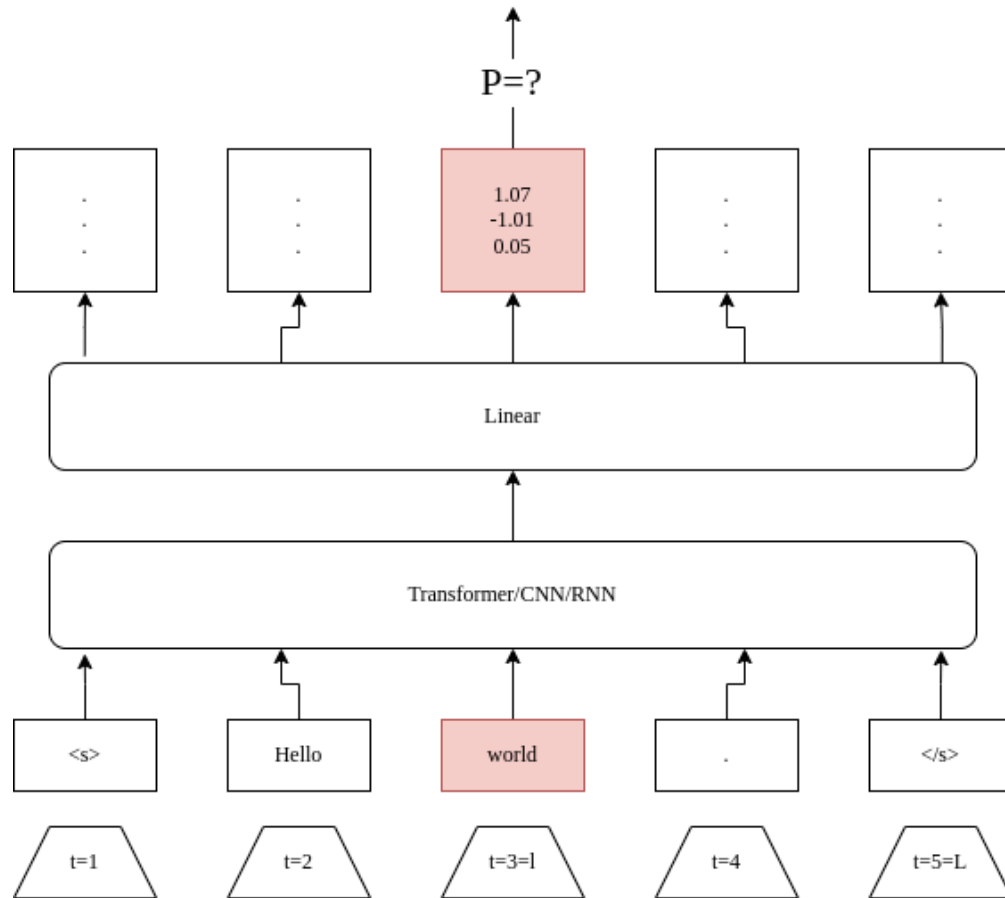 P=?
.
.
.
.
.
.
1.07
-1.01
0.05
.
.
.
.
.
.
Linear
Transformer/CNN/RNN
<s>
Hello
world
.
</s>
t=1
t=2
t=3=l
t=4
t=5=L